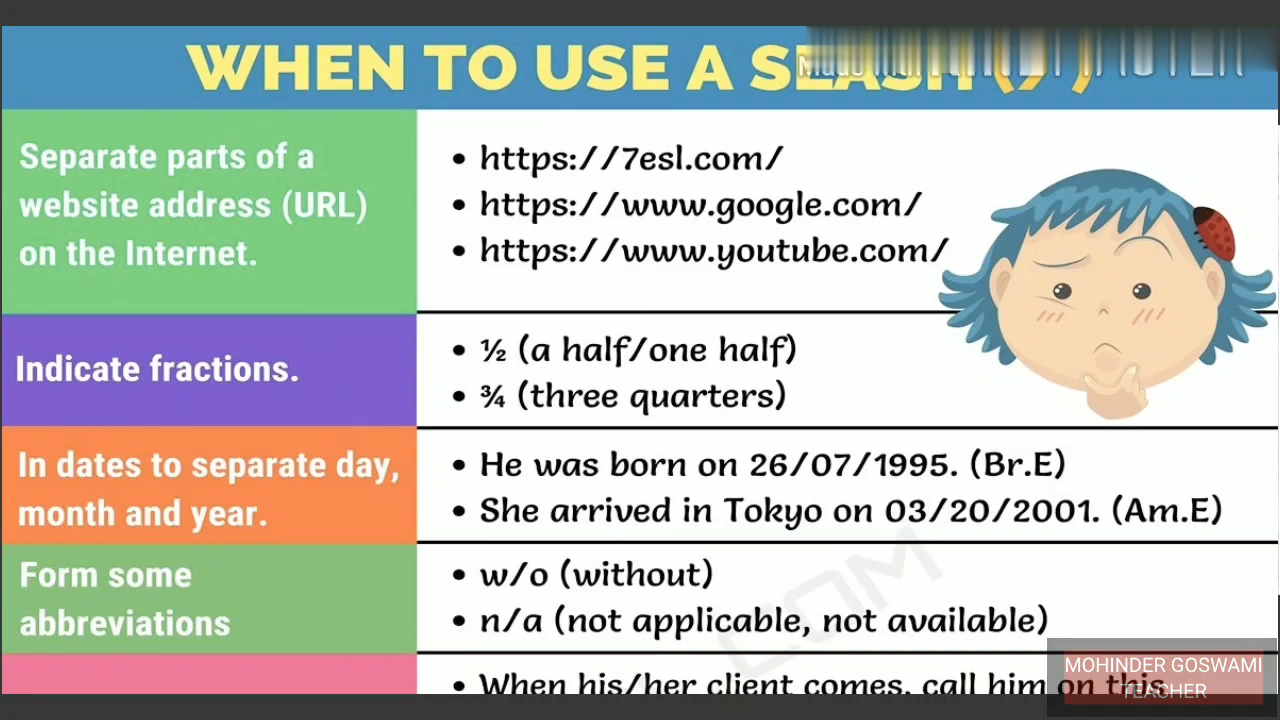 WHEN TO USE A SLASH (/)
Separate parts of a
website address (URL)
on the Internet.
• https://7esl.com/
• https://www.google.com/
• https://www.youtube.com/
Indicate fractions.
• ½ (a half/one half)
• ¾ (three quarters)
In dates to separate day,
month and year.
• He was born on 26/07/1995. (Br.E)
• She arrived in Tokyo on 03/20/2001. (Am.E)
Form some
abbreviations
• w/o (without)
• n/a (not applicable, not available)
• When his/her client comes, call him on this
MOHINDER GOSWAMI
TEACHER
.COM